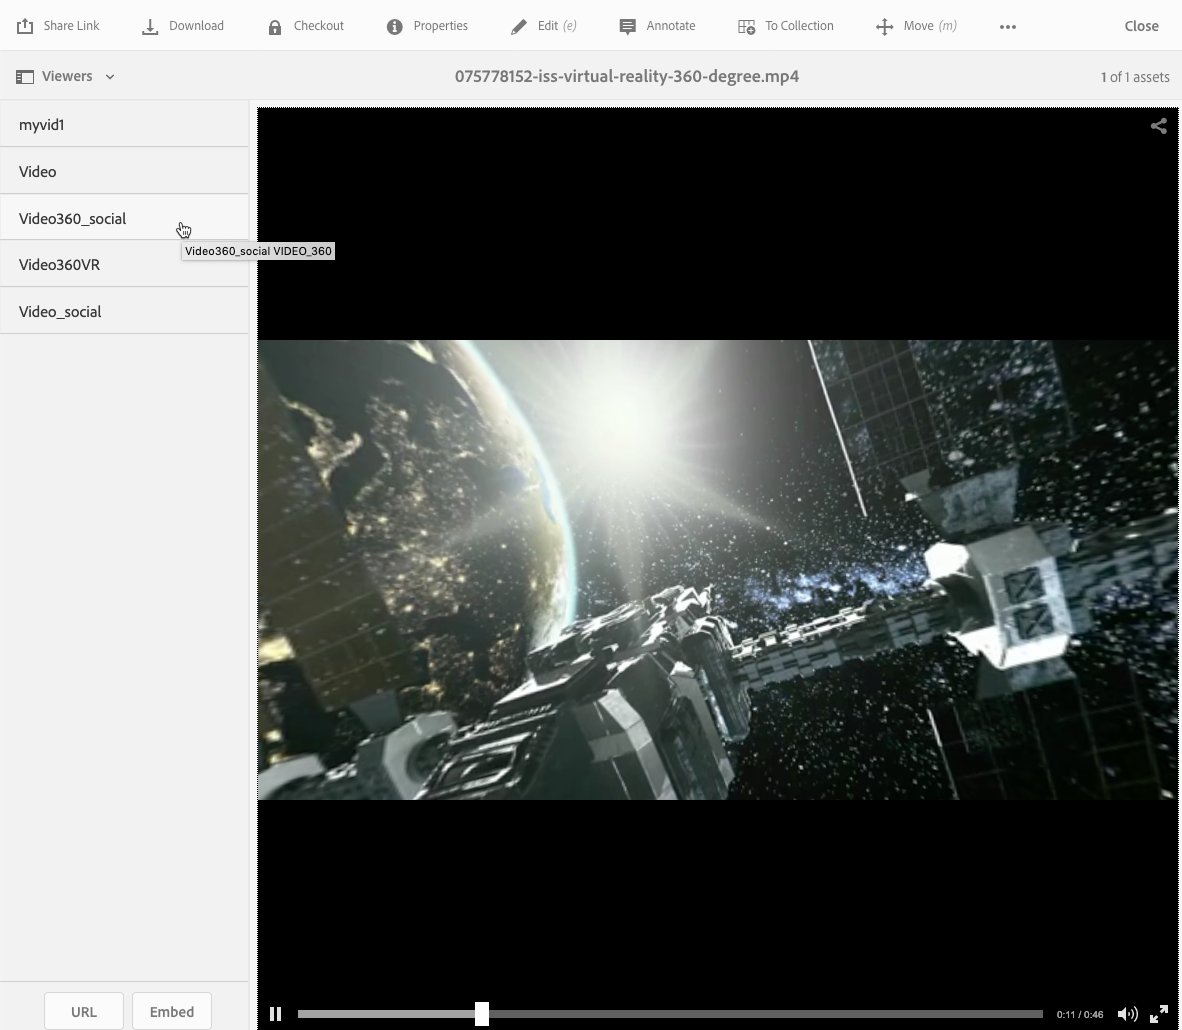 Share Link Download Checkout Properties Edit (e) Annotate To Collection Move (m) ••• Close
Viewers 075778152-iss-virtual-reality-360-degree.mp4 1 of 1 assets
myvid1
Video
Video360_social
Video360_social VIDEO_360
Video360VR
Video_social
URL Embed 0:11 / 0:46